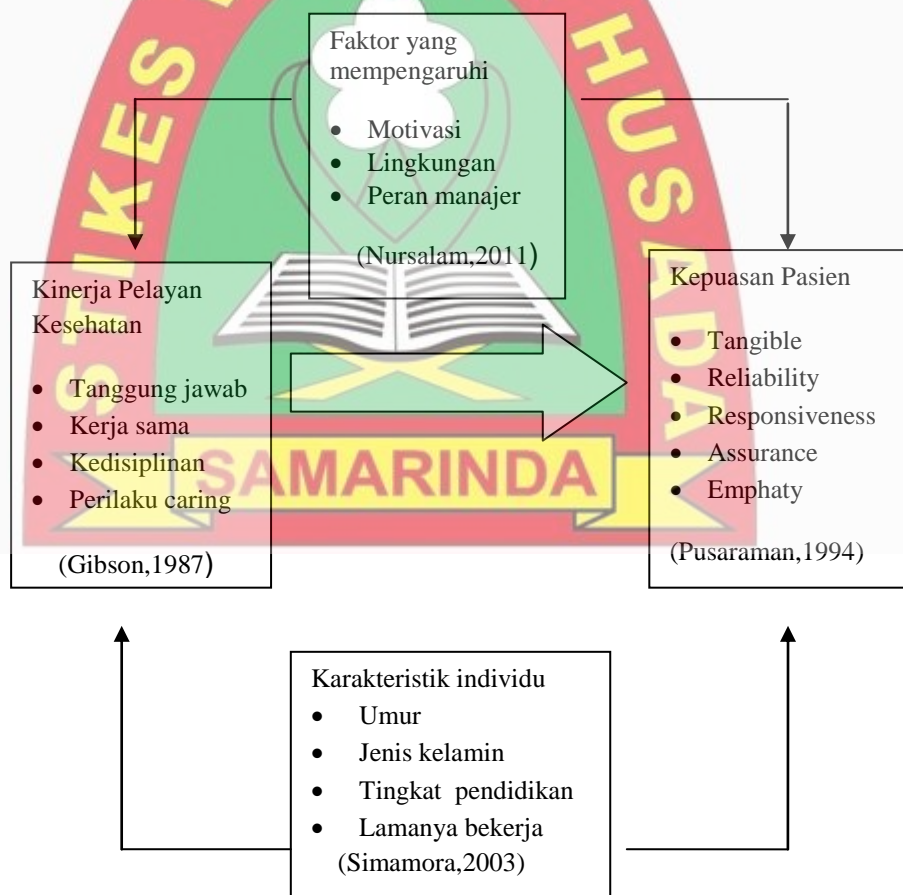 STIKES
HUSADA
SAMARINDA
Faktor yang
mempengaruhi
• Motivasi
• Lingkungan
• Peran manajer
(Nursalam,2011)
Kinerja Pelayan
Kesehatan
• Tanggung jawab
• Kerja sama
• Kedisiplinan
• Perilaku caring
(Gibson,1987)
Kepuasan Pasien
• Tangible
• Reliability
• Responsiveness
• Assurance
• Emphaty
(Pusaraman,1994)
Karakteristik individu
• Umur
• Jenis kelamin
• Tingkat pendidikan
• Lamanya bekerja
(Simamora,2003)